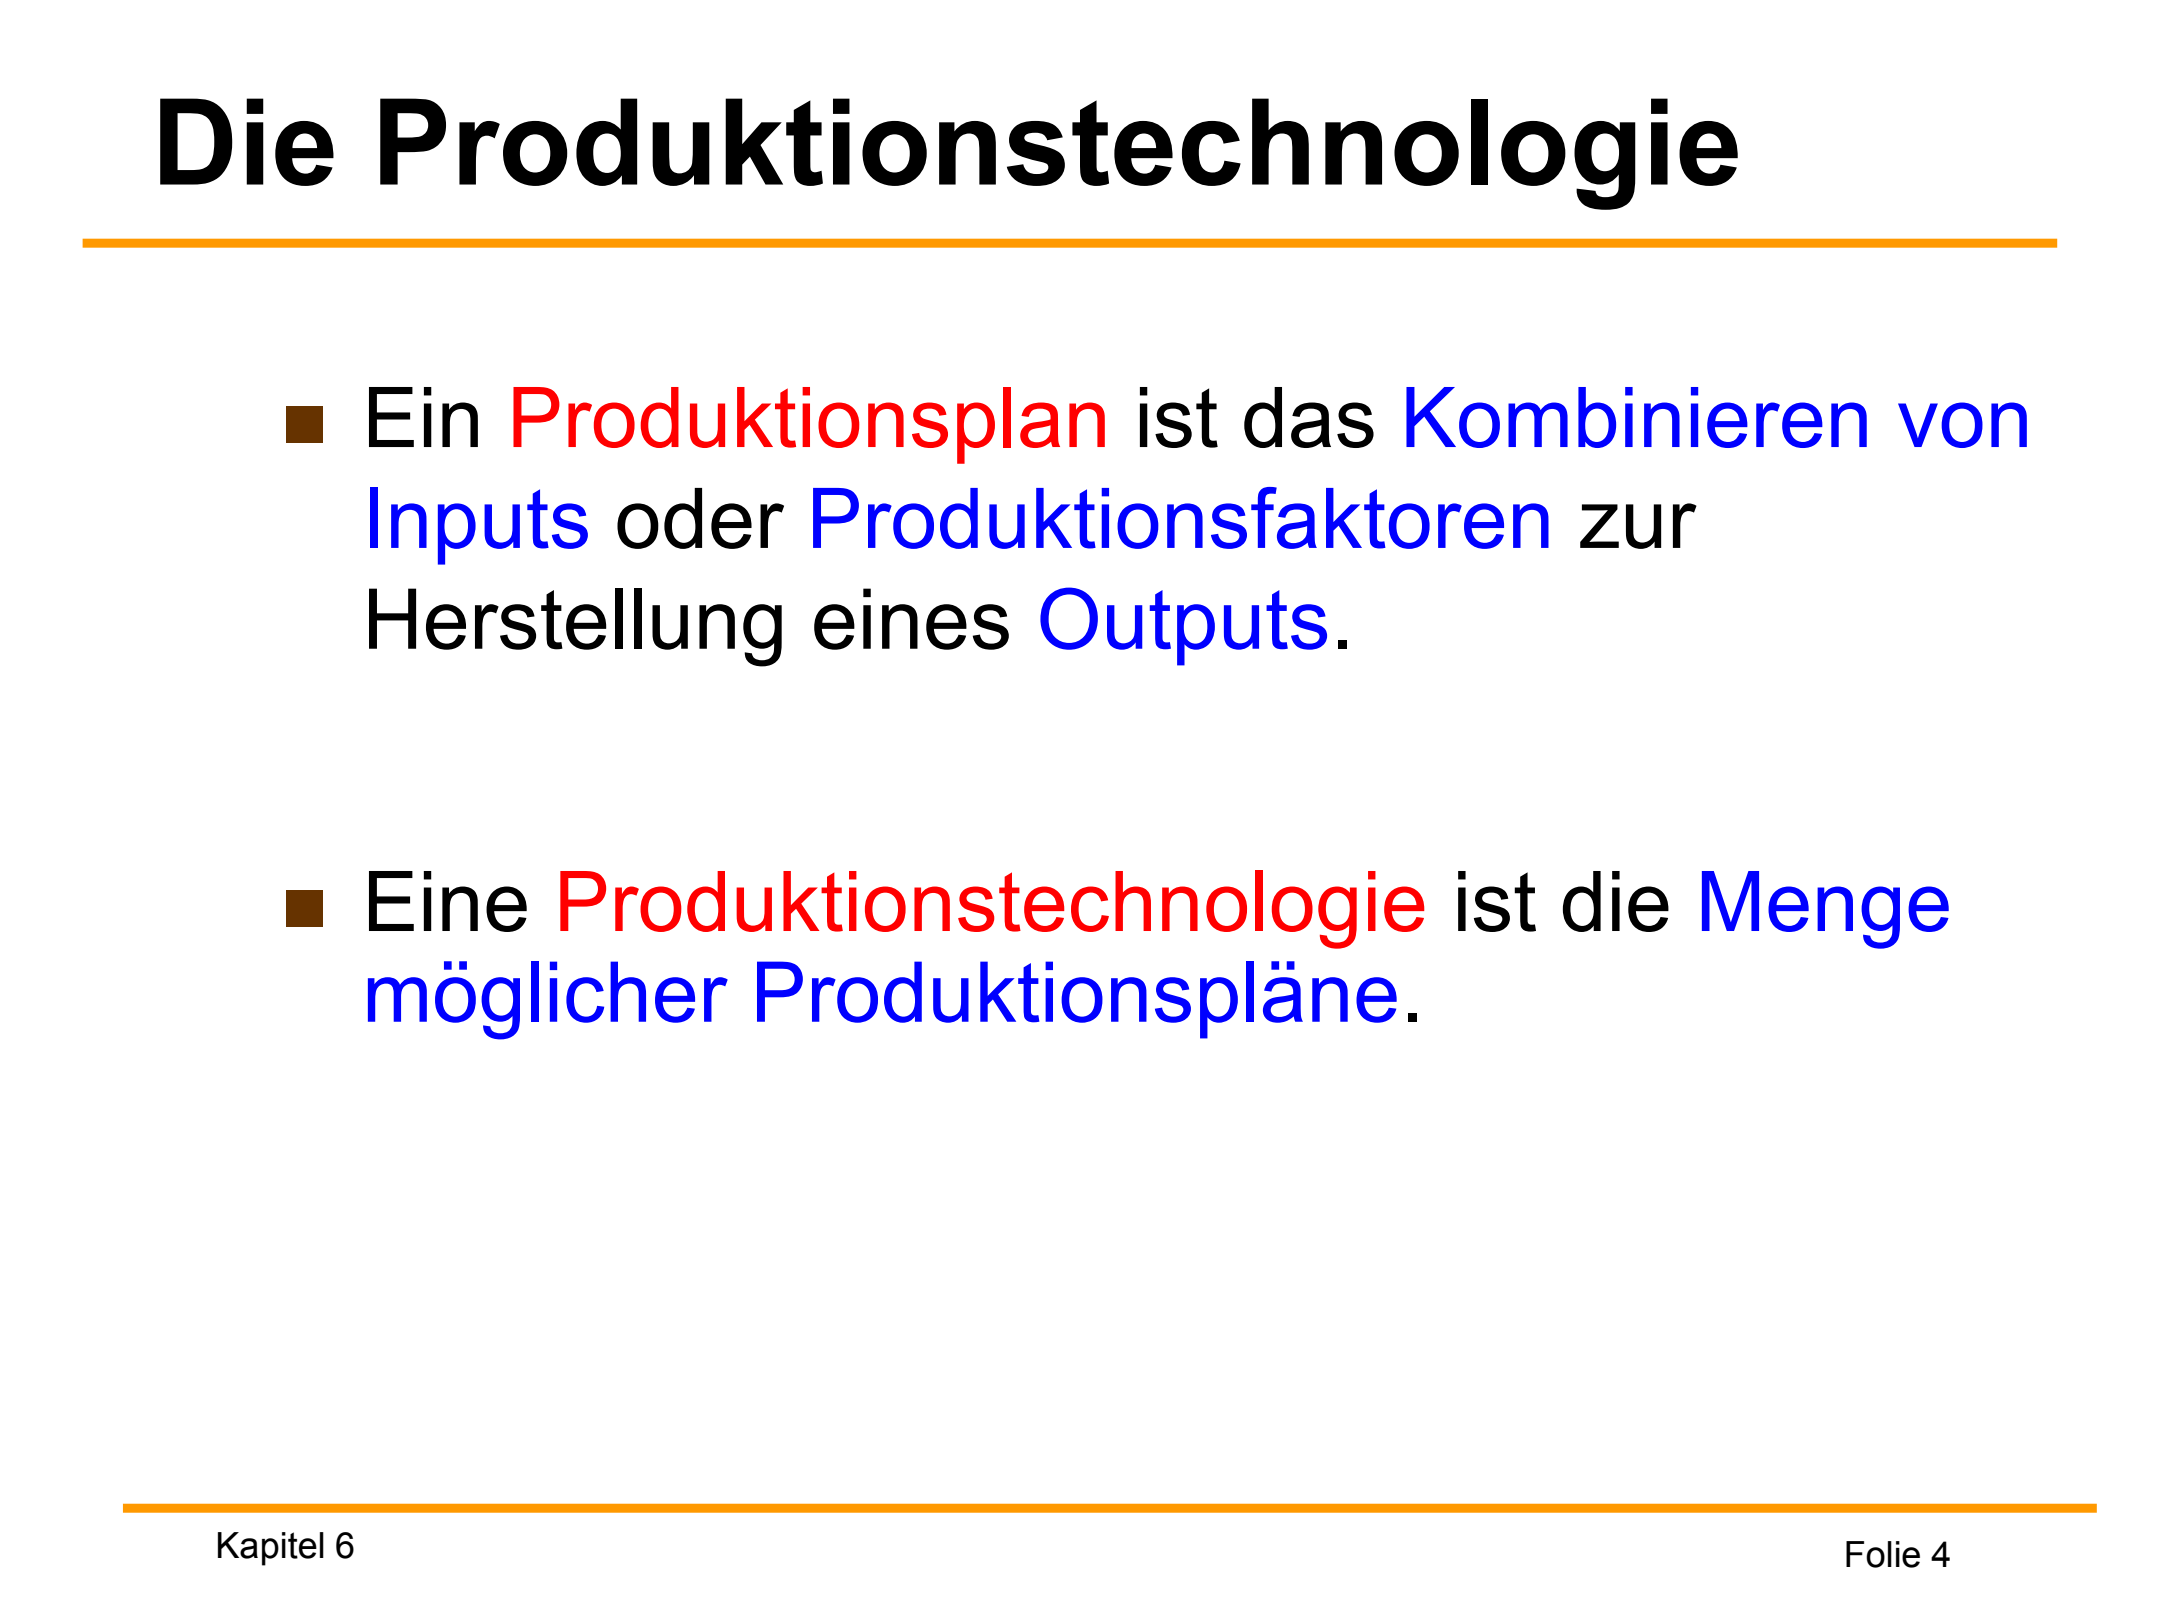 Die Produktionstechnologie
Ein Produktionsplan ist das Kombinieren von
Inputs oder Produktionsfaktoren zur
Herstellung eines Outputs.
Eine Produktionstechnologie ist die Menge
möglicher Produktionspläne.
Kapitel 6
Folie 4